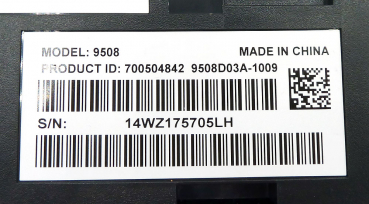 MODEL: 9508 MADE IN CHINA
PRODUCT ID: 700504842 9508D03A-1009
S/N: 14WZ175705LH